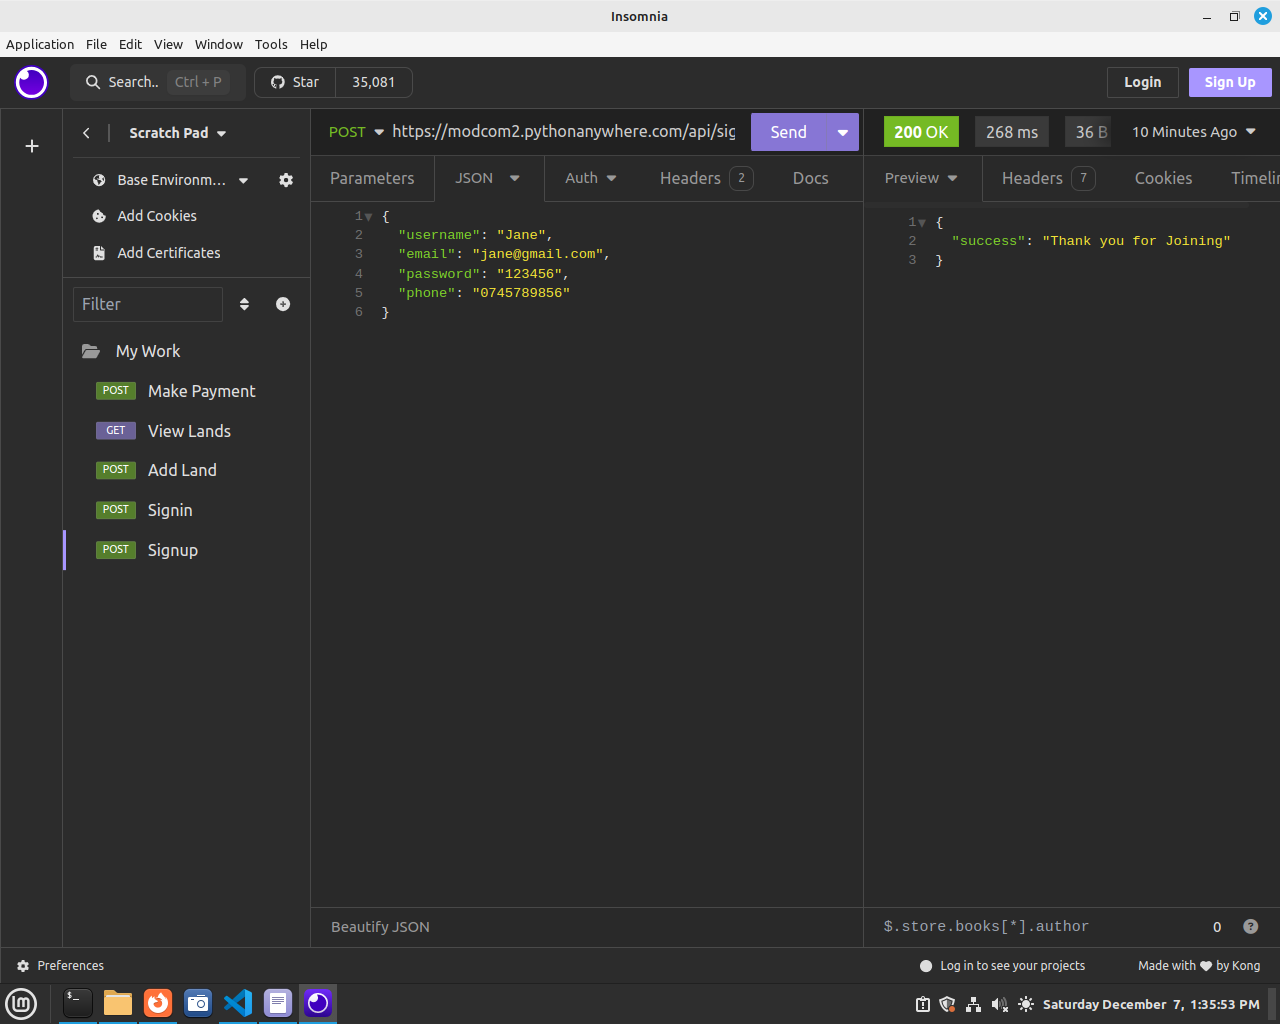 Insomnia
Application File Edit View Window Tools Help
Search.. Ctrl + P Star 35,081 Login Sign Up
Scratch Pad
Base Environm...
Add Cookies
Add Certificates
Filter
My Work
POST Make Payment
GET View Lands
POST Add Land
POST Signin
POST Signup
POST https://modcom2.pythonanywhere.com/api/sig Send
Parameters JSON Auth Headers 2 Docs
1 {
2 "username": "Jane",
3 "email": "jane@gmail.com",
4 "password": "123456",
5 "phone": "0745789856"
6 }
Beautify JSON
200 OK 268 ms 36 B 10 Minutes Ago
Preview Headers 7 Cookies Timelin
1 {
2 "success": "Thank you for Joining"
3 }
$.store.books[*].author 0 ?
Preferences Log in to see your projects Made with ♥ by Kong
Saturday December 7, 1:35:53 PM